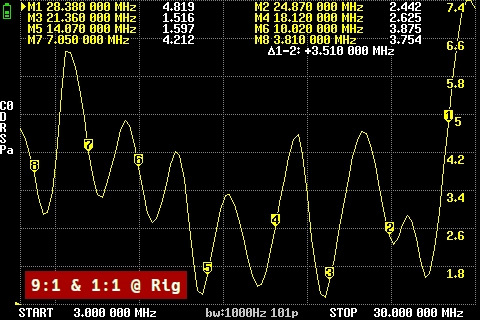 M1 28.380 000 MHz 4.819 M2 24.870 000 MHz 2.442
M3 21.360 000 MHz 1.516 M4 18.120 000 MHz 2.625
M5 14.070 000 MHz 1.597 M6 10.020 000 MHz 3.875
M7 7.050 000 MHz 4.212 M8 3.810 000 MHz 3.754
Δ1-2: +3.510 000 MHz
7.4
6.6
5.8
5
4.2
3.4
2.6
1.8
C0
D
R
S
Pa
1
2
3
4
5
6
7
8
9:1 & 1:1 @ Rig
START 3.000 000 MHz bw:1000Hz 101p STOP 30.000 000 MHz